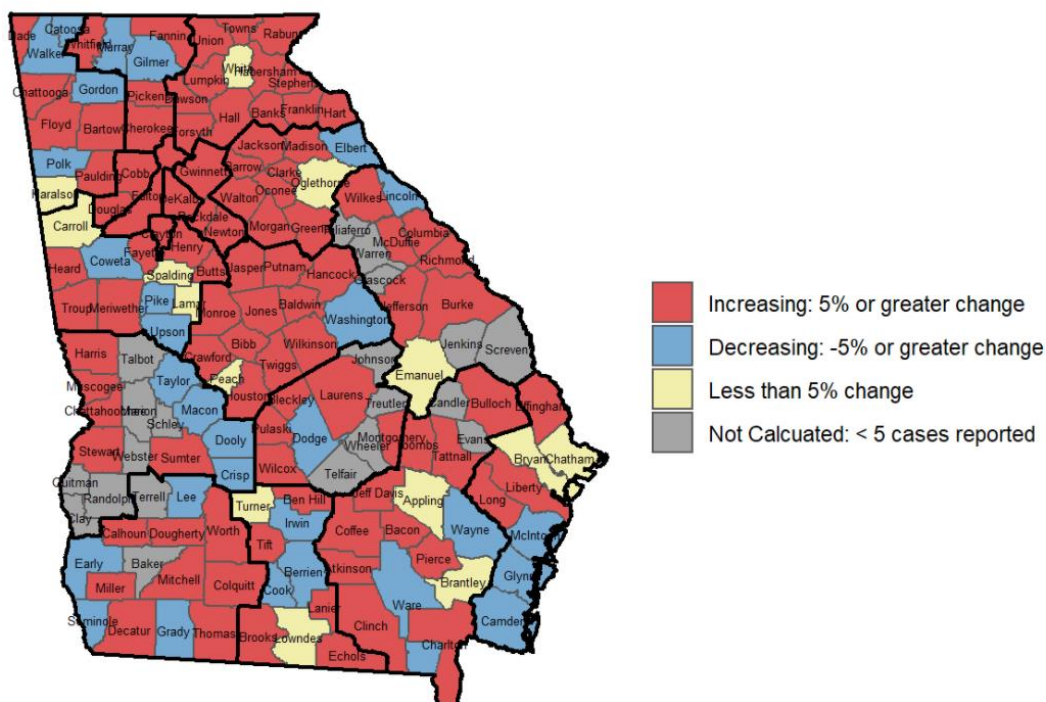 Dade
Catoosa
Walker
Whitfield
Murray
Fannin
Gilmer
Union
Towns
Rabun
White
Lumpkin
Habersham
Stephens
Chattooga
Gordon
Pickens
Dawson
Floyd
Bartow
Cherokee
Forsyth
Hall
Banks
Franklin
Hart
Polk
Paulding
Cobb
Gwinnett
Jackson
Madison
Elbert
Barrow
Clarke
Oglethorpe
Oconee
Haralson
Douglas
Fulton
DeKalb
Walton
Wilkes
Lincoln
Carroll
Rockdale
Newton
Morgan
Greene
Taliaferro
McDuffie
Columbia
Clayton
Henry
Warren
Richmond
Heard
Coweta
Fayette
Spalding
Butts
Jasper
Putnam
Hancock
Glascock
Troup
Meriwether
Pike
Lamar
Monroe
Jones
Baldwin
Washington
Jefferson
Burke
Upson
Bibb
Wilkinson
Crawford
Harris
Talbot
Taylor
Peach
Twiggs
Johnson
Emanuel
Jenkins
Screven
Muscogee
Chattahoochee
Marion
Macon
Houston
Bleckley
Laurens
Treutlen
Candler
Bulloch
Effingham
Schley
Dooly
Pulaski
Dodge
Montgomery
Toombs
Evans
Stewart
Webster
Sumter
Crisp
Wilcox
Wheeler
Telfair
Tattnall
Bryan
Chatham
Quitman
Randolph
Terrell
Lee
Turner
Ben Hill
Jeff Davis
Appling
Long
Liberty
Clay
Calhoun
Dougherty
Worth
Irwin
Tift
Coffee
Bacon
Wayne
McIntosh
Early
Baker
Mitchell
Colquitt
Berrien
Cook
Atkinson
Pierce
Brantley
Glynn
Miller
Ware
Lanier
Seminole
Decatur
Grady
Thomas
Brooks
Lowndes
Echols
Clinch
Charlton
Camden
Increasing: 5% or greater change
Decreasing: -5% or greater change
Less than 5% change
Not Calcuated: < 5 cases reported